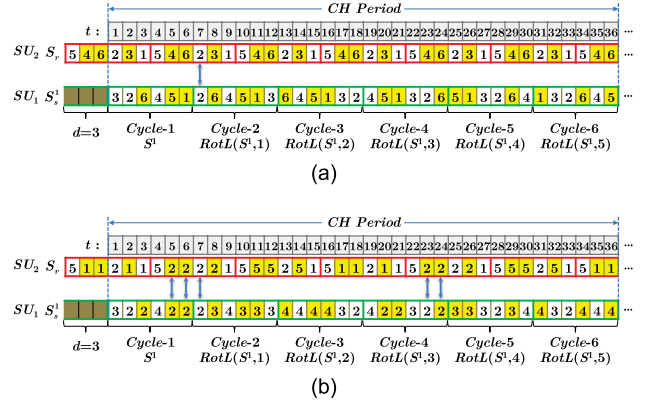 CH Period
t : 1 2 3 4 5 6 7 8 9 10 11 12 13 14 15 16 17 18 19 20 21 22 23 24 25 26 27 28 29 30 31 32 33 34 35 36 ...
SU₂ Sᵣ 5 4 6 2 3 1 5 4 6 2 3 1 5 4 6 2 3 1 5 4 6 2 3 1 5 4 6 2 3 1 5 4 6 2 3 1 5 4 6 ...
SU₁ Sₛ¹ 3 2 6 4 5 1 2 6 4 5 1 3 6 4 5 1 3 2 4 5 1 3 2 6 5 1 3 2 6 4 1 3 2 6 4 5 ...
d=3 Cycle-1 Cycle-2 Cycle-3 Cycle-4 Cycle-5 Cycle-6
S¹ RotL(S¹,1) RotL(S¹,2) RotL(S¹,3) RotL(S¹,4) RotL(S¹,5)
(a)
CH Period
t : 1 2 3 4 5 6 7 8 9 10 11 12 13 14 15 16 17 18 19 20 21 22 23 24 25 26 27 28 29 30 31 32 33 34 35 36 ...
SU₂ Sᵣ 5 1 1 2 1 1 5 2 2 2 2 1 5 5 5 2 5 1 5 1 1 2 1 1 5 2 2 2 2 1 5 5 5 2 5 1 5 1 1 ...
SU₁ Sₛ¹ 3 2 2 4 2 2 2 3 4 3 3 3 4 4 4 4 3 2 4 2 2 3 2 2 3 3 3 2 3 4 4 3 2 4 4 4 ...
d=3 Cycle-1 Cycle-2 Cycle-3 Cycle-4 Cycle-5 Cycle-6
S¹ RotL(S¹,1) RotL(S¹,2) RotL(S¹,3) RotL(S¹,4) RotL(S¹,5)
(b)